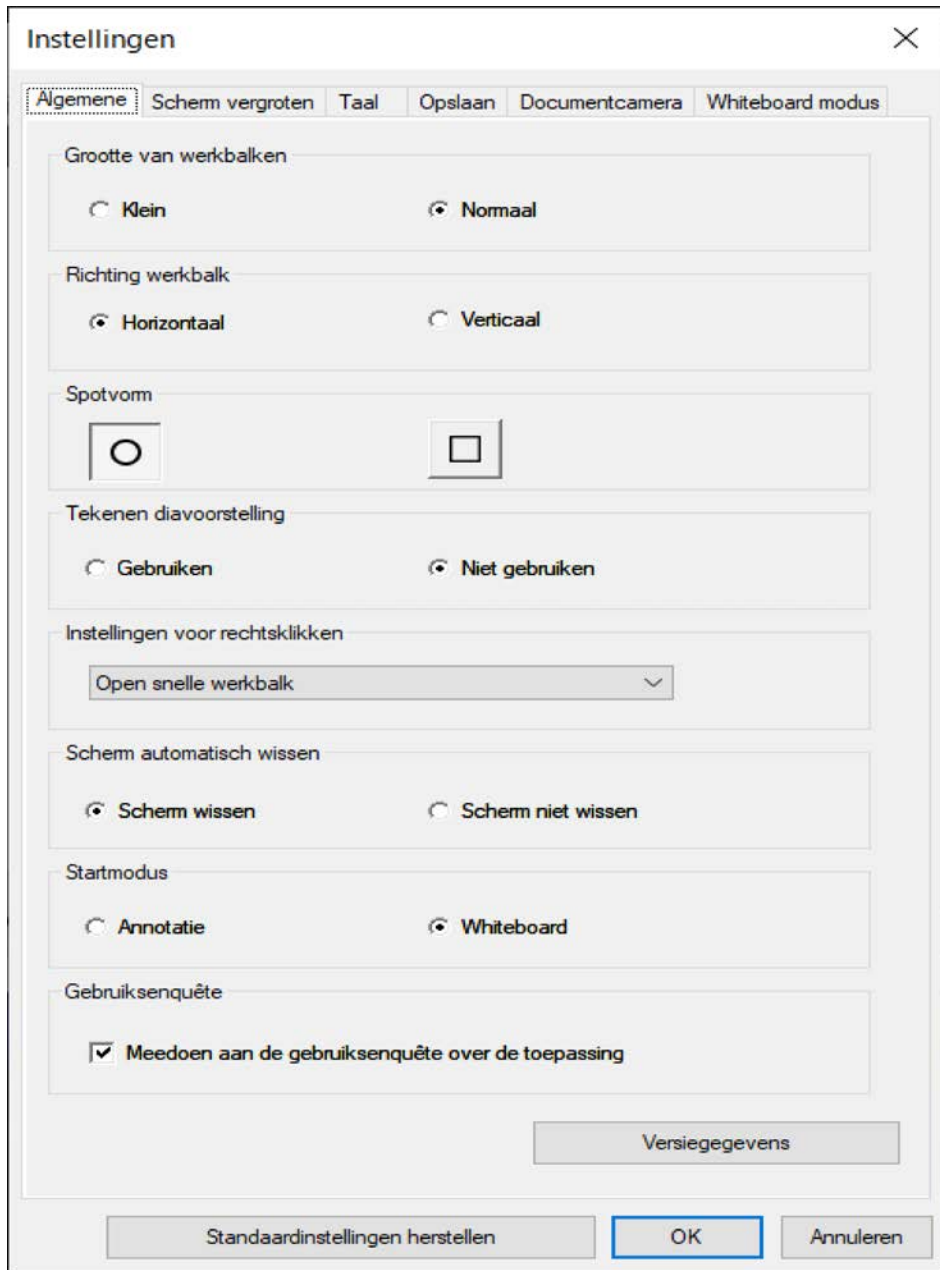 Instellingen
Algemene Scherm vergroten Taal Opslaan Documentcamera Whiteboard modus
Grootte van werkbalken
Klein Normaal
Richting werkbalk
Horizontaal Verticaal
Spotvorm
Tekenen diavoorstelling
Gebruiken Niet gebruiken
Instellingen voor rechtsklikken
Open snelle werkbalk
Scherm automatisch wissen
Scherm wissen Scherm niet wissen
Startmodus
Annotatie Whiteboard
Gebruiksenquête
Meedoen aan de gebruiksenquête over de toepassing
Versiegegevens
Standaardinstellingen herstellen OK Annuleren